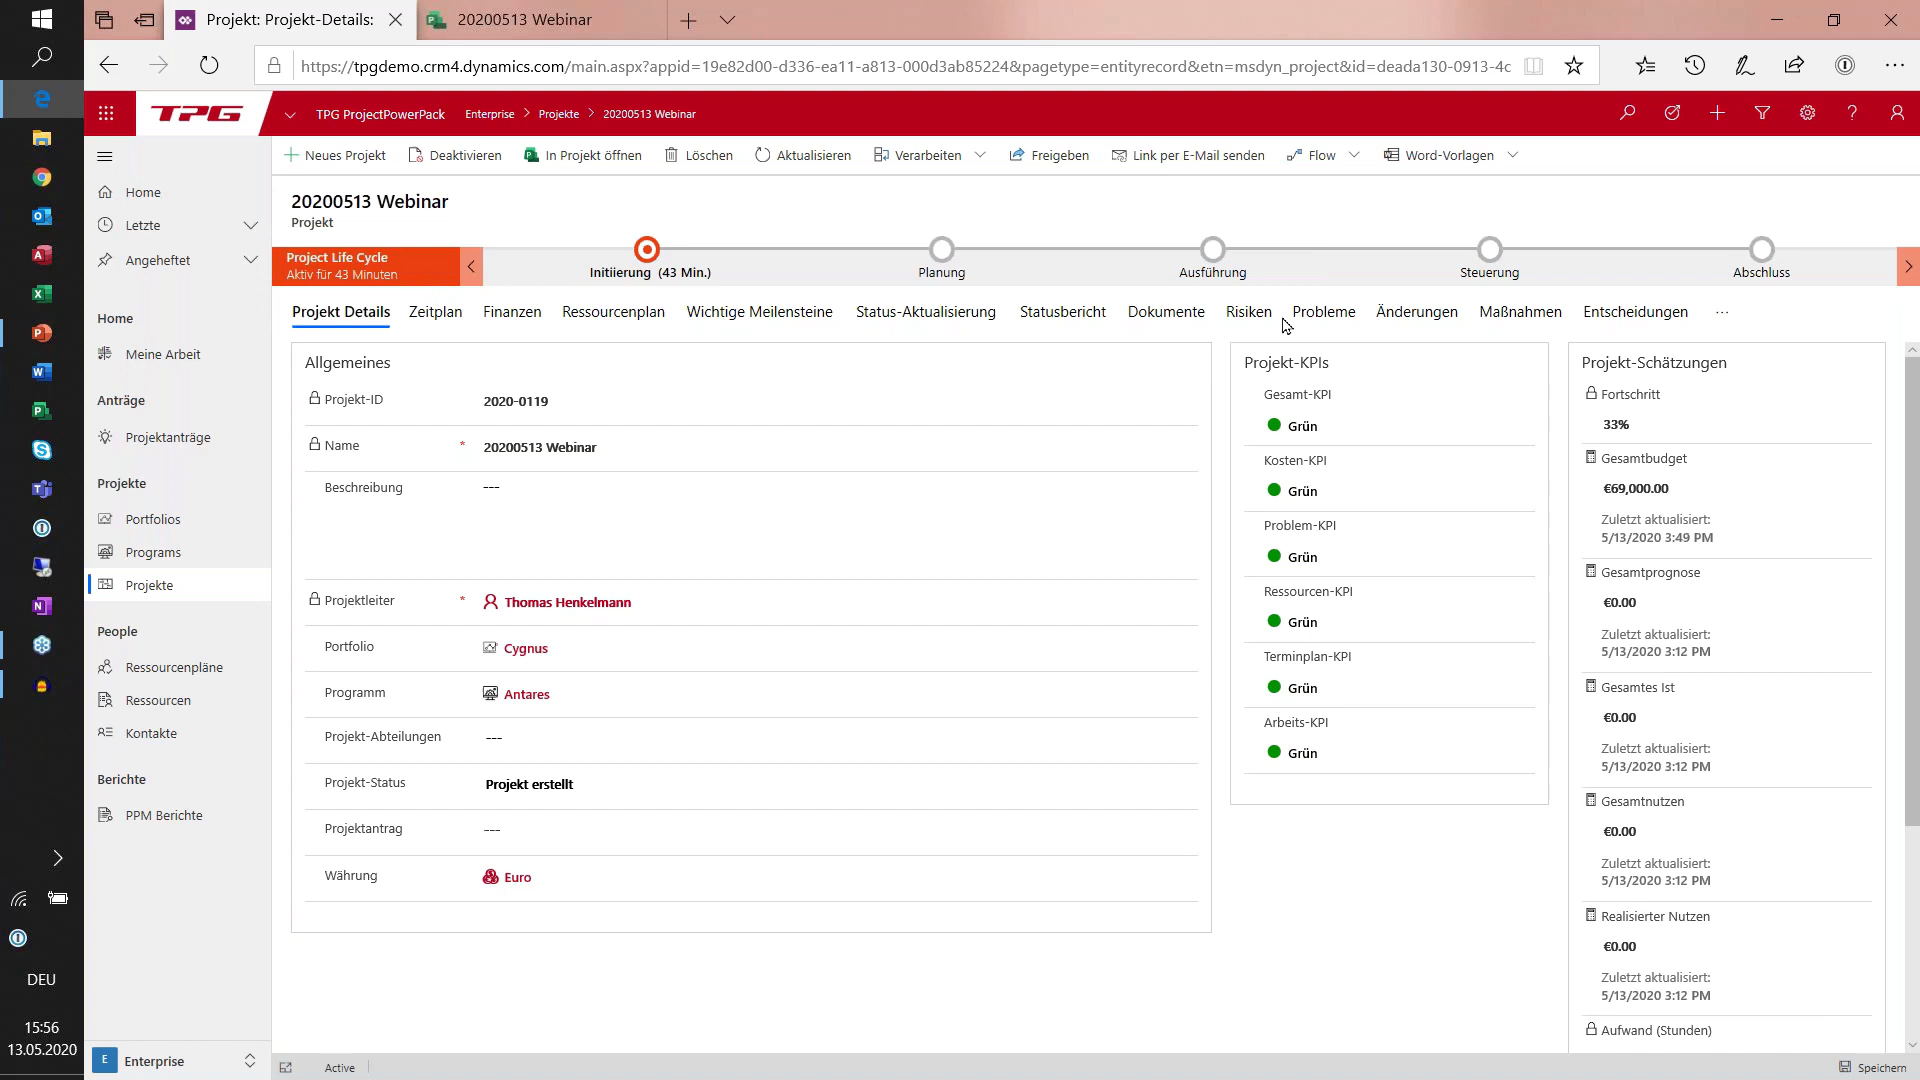 Projekt: Projekt-Details:
20200513 Webinar
https://tpgdemo.crm4.dynamics.com/main.aspx?appid=19e82d00-d336-ea11-a813-000d3ab85224&pagetype=entityrecord&etn=msdyn_project&id=deada130-0913-4c
TPG
TPG ProjectPowerPack
Enterprise > Projekte > 20200513 Webinar
Neues Projekt
Deaktivieren
In Projekt öffnen
Löschen
Aktualisieren
Verarbeiten
Freigeben
Link per E-Mail senden
Flow
Word-Vorlagen
Home
Letzte
Angeheftet
Home
Meine Arbeit
Anträge
Projektanträge
Projekte
Portfolios
Programs
Projekte
People
Ressourcenpläne
Ressourcen
Kontakte
Berichte
PPM Berichte
E Enterprise
20200513 Webinar
Projekt
Project Life Cycle
Aktiv für 43 Minuten
Initiierung (43 Min.)
Planung
Ausführung
Steuerung
Abschluss
Projekt Details
Zeitplan
Finanzen
Ressourcenplan
Wichtige Meilensteine
Status-Aktualisierung
Statusbericht
Dokumente
Risiken
Probleme
Änderungen
Maßnahmen
Entscheidungen
...
Allgemeines
Projekt-ID
2020-0119
Name *
20200513 Webinar
Beschreibung
---
Projektleiter *
Thomas Henkelmann
Portfolio
Cygnus
Programm
Antares
Projekt-Abteilungen
---
Projekt-Status
Projekt erstellt
Projektantrag
---
Währung
Euro
Projekt-KPIs
Gesamt-KPI
Grün
Kosten-KPI
Grün
Problem-KPI
Grün
Ressourcen-KPI
Grün
Terminplan-KPI
Grün
Arbeits-KPI
Grün
Projekt-Schätzungen
Fortschritt
33%
Gesamtbudget
€69,000.00
Zuletzt aktualisiert:
5/13/2020 3:49 PM
Gesamtprognose
€0.00
Zuletzt aktualisiert:
5/13/2020 3:12 PM
Gesamtes Ist
€0.00
Zuletzt aktualisiert:
5/13/2020 3:12 PM
Gesamtnutzen
€0.00
Zuletzt aktualisiert:
5/13/2020 3:12 PM
Realisierter Nutzen
€0.00
Zuletzt aktualisiert:
5/13/2020 3:12 PM
Aufwand (Stunden)
Active
Speichern
DEU
15:56
13.05.2020